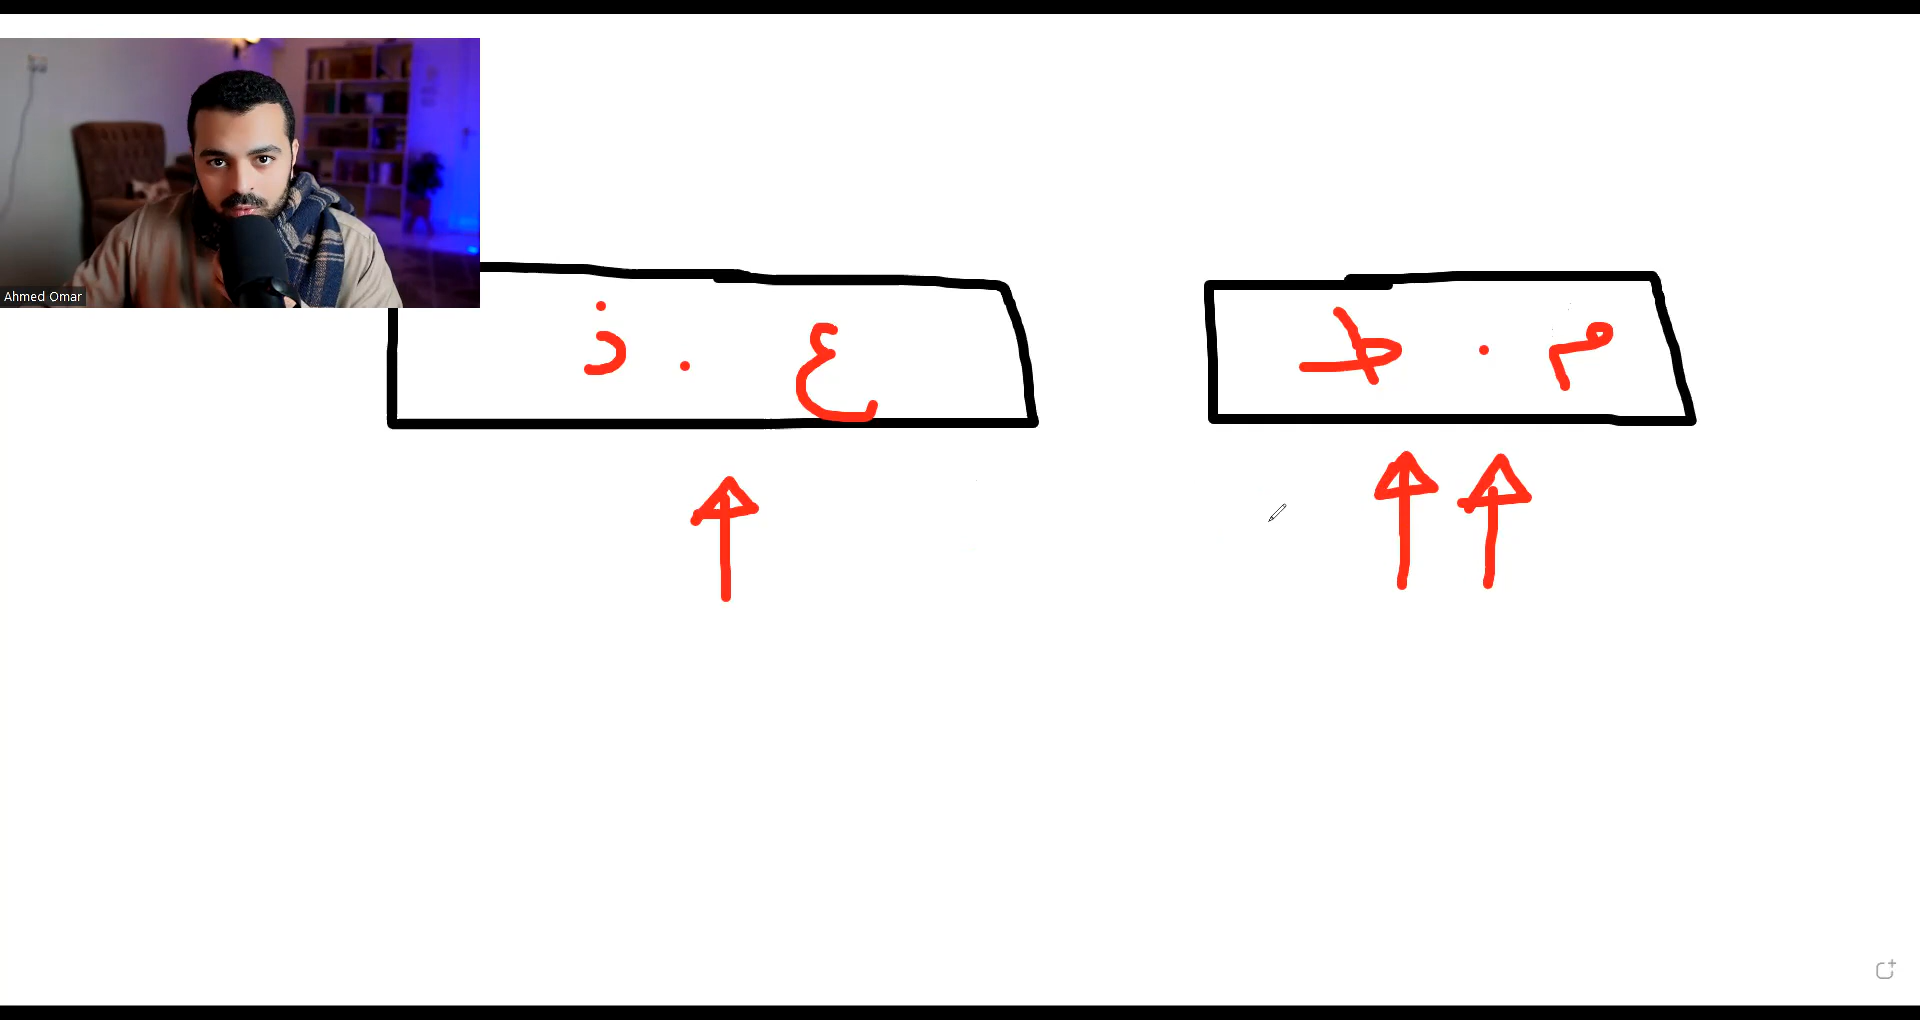 Ahmed Omar
م . ط
ع . ذ